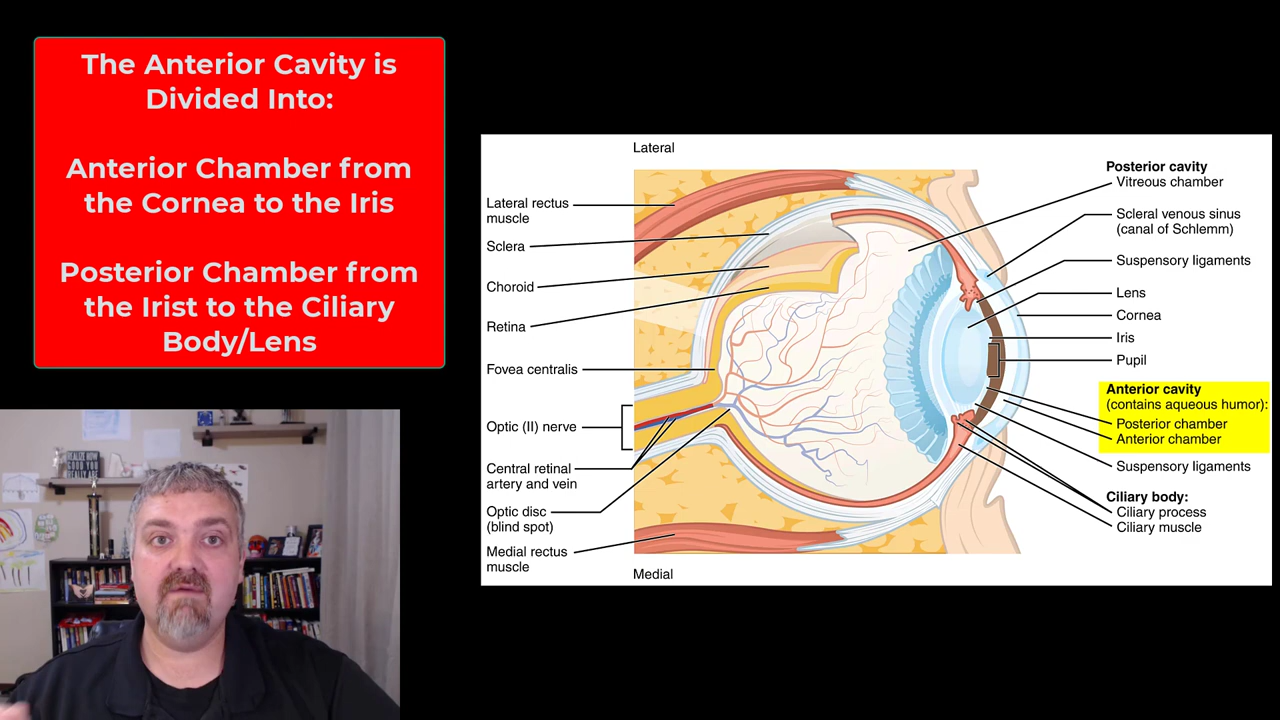 The Anterior Cavity is
Divided Into:
Anterior Chamber from
the Cornea to the Iris
Posterior Chamber from
the Irist to the Ciliary
Body/Lens
Lateral
Lateral rectus
muscle
Sclera
Choroid
Retina
Fovea centralis
Optic (II) nerve
Central retinal
artery and vein
Optic disc
(blind spot)
Medial rectus
muscle
Medial
Posterior cavity
Vitreous chamber
Scleral venous sinus
(canal of Schlemm)
Suspensory ligaments
Lens
Cornea
Iris
Pupil
Anterior cavity
(contains aqueous humor):
Posterior chamber
Anterior chamber
Suspensory ligaments
Ciliary body:
Ciliary process
Ciliary muscle